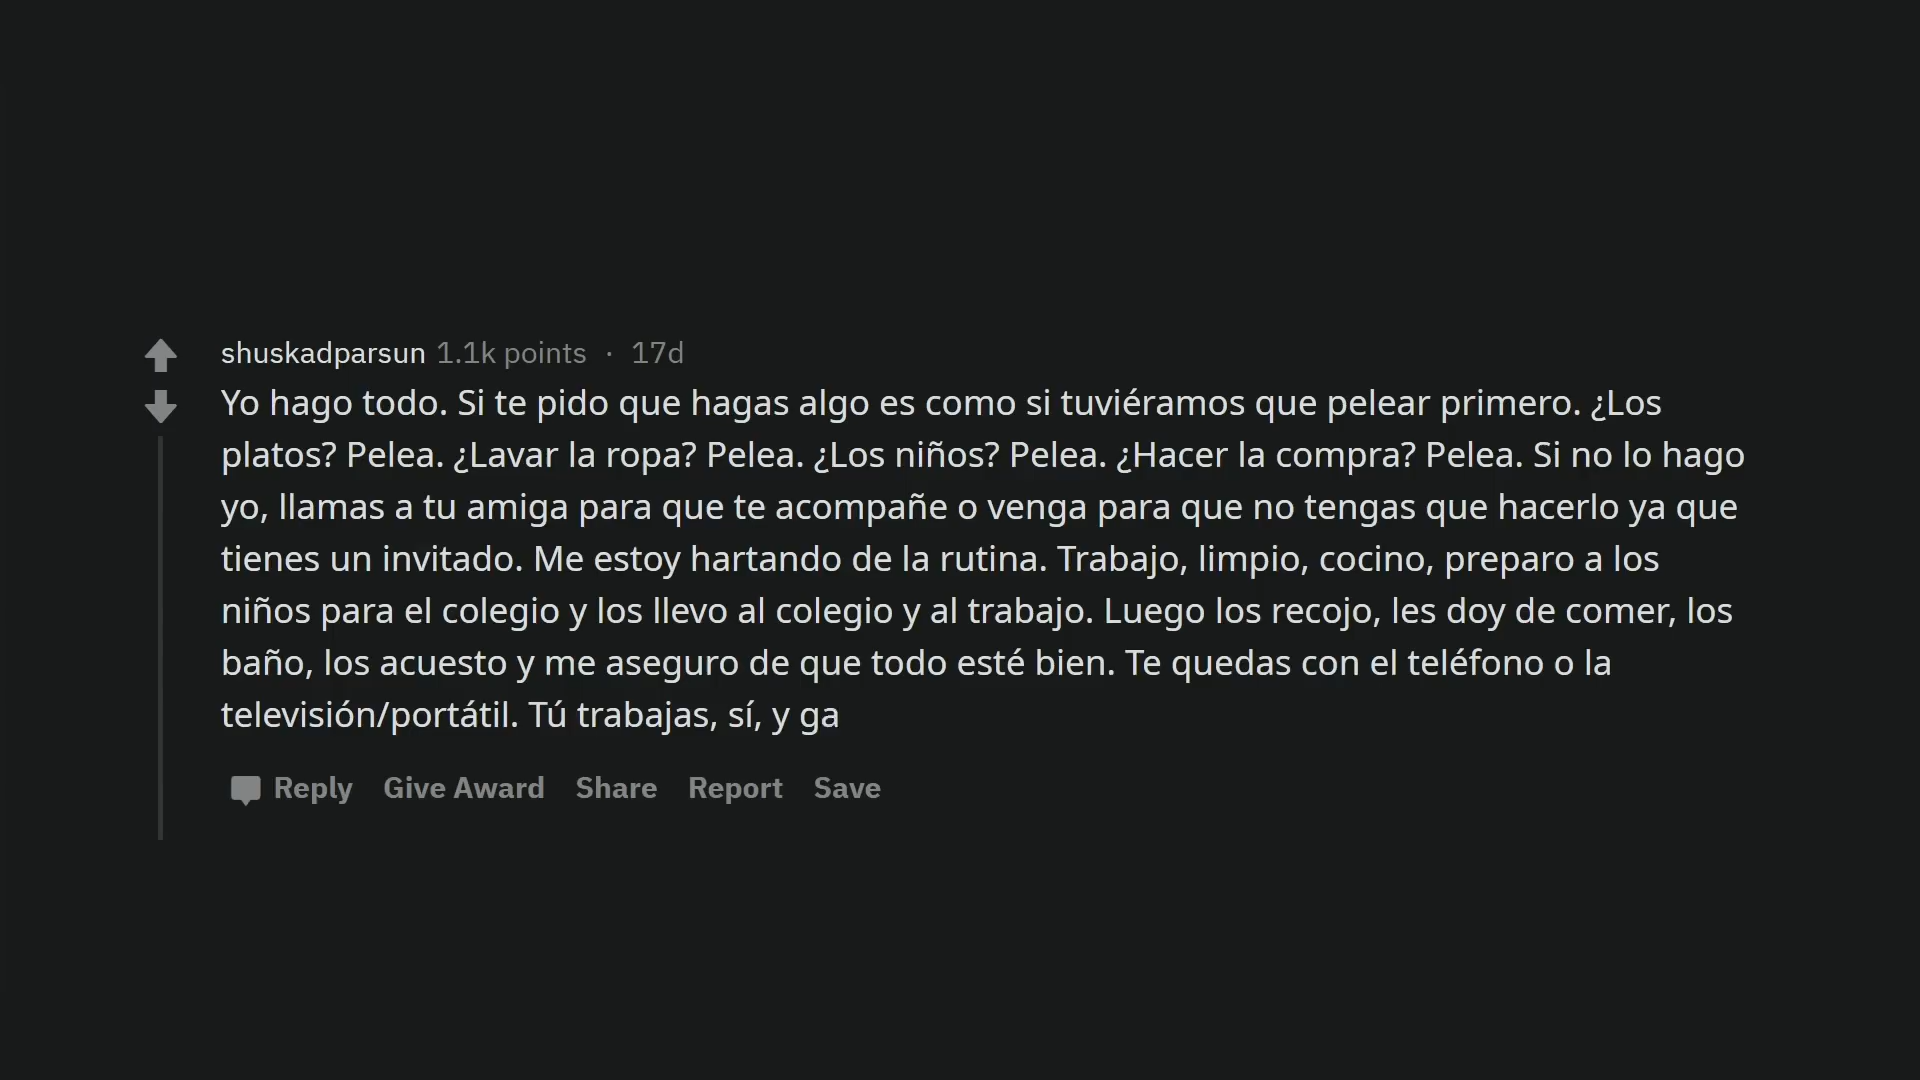 shuskadparsun 1.1k points · 17d
Yo hago todo. Si te pido que hagas algo es como si tuviéramos que pelear primero. ¿Los
platos? Pelea. ¿Lavar la ropa? Pelea. ¿Los niños? Pelea. ¿Hacer la compra? Pelea. Si no lo hago
yo, llamas a tu amiga para que te acompañe o venga para que no tengas que hacerlo ya que
tienes un invitado. Me estoy hartando de la rutina. Trabajo, limpio, cocino, preparo a los
niños para el colegio y los llevo al colegio y al trabajo. Luego los recojo, les doy de comer, los
baño, los acuesto y me aseguro de que todo esté bien. Te quedas con el teléfono o la
televisión/portátil. Tú trabajas, sí, y ga
Reply Give Award Share Report Save